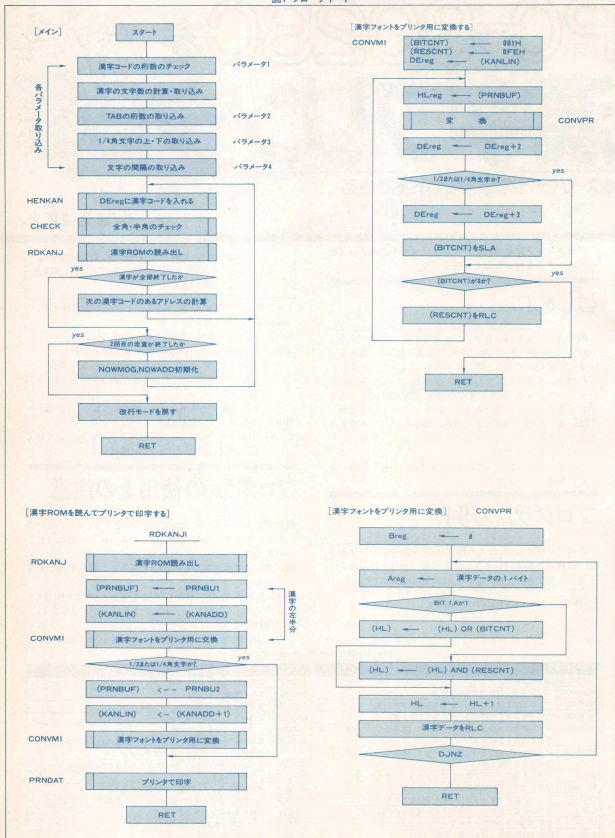 [メイン]
スタート
各パラメータ取り込み
漢字コードの桁数のチェック
パラメータ1
漢字の文字数の計算・取り込み
TABの桁数の取り込み
パラメータ2
1/4角文字の上・下の取り込み
パラメータ3
文字の間隔の取り込み
パラメータ4
HENKAN
DEregに漢字コードを入れる
CHECK
全角・半角のチェック
RDKANJ
漢字ROMの読み出し
yes
漢字が全部終了したか
次の漢字コードのあるアドレスの計算
yes
2回目の走査が終了したか
NOWMOG,NOWADD初期化
改行モードを戻す
RET
[漢字フォントをプリンタ用に変換する]
CONVM1
(BITCNT) ← 001H
(RESCNT) ← 0FEH
DEreg ← (KANLIN)
HLreg ← (PRNBUF)
変 換
CONVPR
DEreg ← DEreg+2
1/2または1/4角文字か?
yes
DEreg ← DEreg+2
(BITCNT)をSLA
(BITCNT)が0か?
yes
(RESCNT)をRLC
RET
[漢字ROMを読んでプリンタで印字する]
RDKANJI
RDKANJ
漢字ROM読み出し
(PRNBUF) ← PRNBU1
(KANLIN) ← (KANADD)
漢字の左半分
CONVM1
漢字フォントをプリンタ用に交換
1/2または1/4角文字か?
yes
(PRNBUF) <-- PRNBU2
(KANLIN) <- (KANADD+1)
CONVM1
漢字フォントをプリンタ用に変換
PRNDAT
プリンタで印字
RET
[漢字フォントをプリンタ用に変換] CONVPR
Breg ← 8
Areg ← 漢字データの1バイト
BIT 7,Aが1
(HL) ← (HL) OR (BITCNT)
(HL) ← (HL) AND (RESCNT)
HL ← HL+1
漢字データをRLC
DJNZ
RET